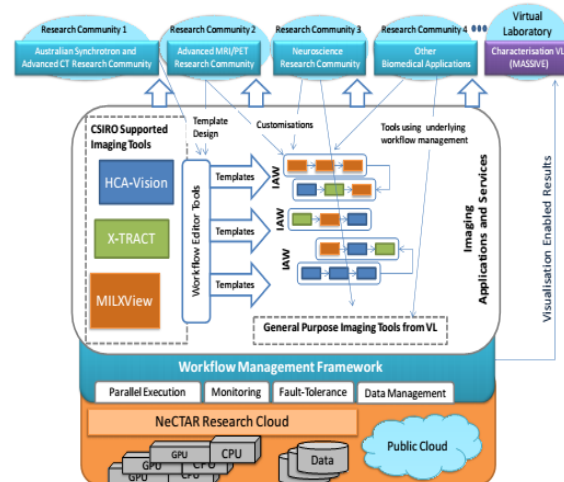 Research Community 1
Research Community 2
Research Community 3
Research Community 4
Virtual
Laboratory
Australian Synchrotron and
Advanced CT Research Community
Advanced MRI/PET
Research Community
Neuroscience
Research Community
Other
Biomedical Applications
Characterisation VL
(MASSIVE)
Template
Design
Customisations
Tools using underlying
workflow management
CSIRO Supported
Imaging Tools
HCA-Vision
X-TRACT
MILXView
Workflow Editor Tools
Templates
Templates
Templates
IAW
IAW
IAW
Imaging
Applications and Services
Visualisation Enabled Results
General Purpose Imaging Tools from VL
Workflow Management Framework
Parallel Execution
Monitoring
Fault-Tolerance
Data Management
NeCTAR Research Cloud
GPU
CPU
GPU
CPU
GPU
CPU
Data
Public Cloud